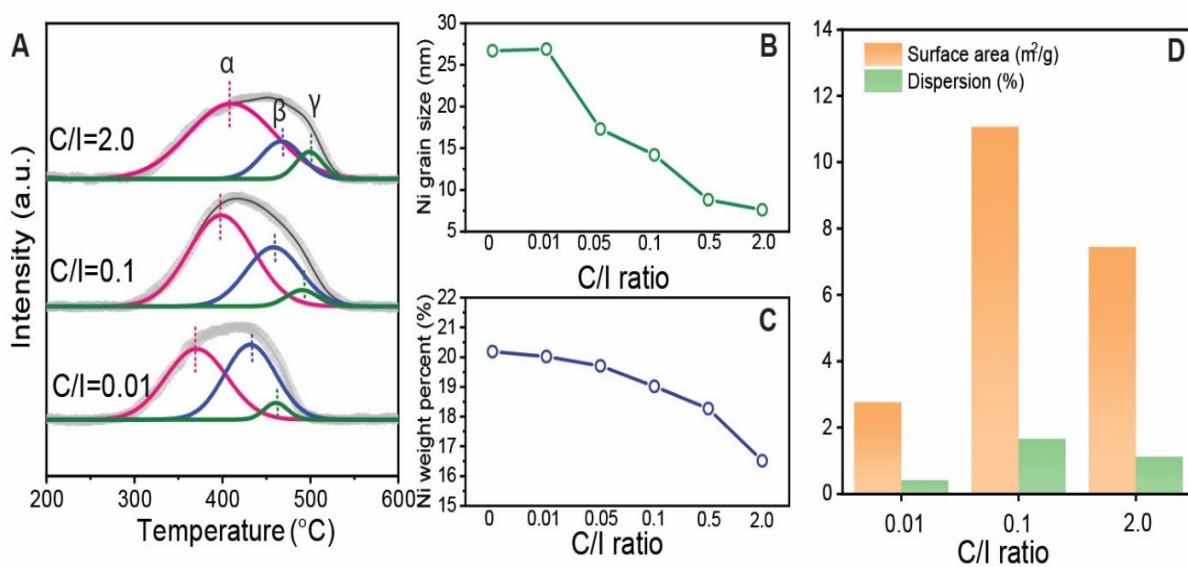 A
α
β
γ
C/I=2.0
C/I=0.1
C/I=0.01
Intensity (a.u.)
200 300 400 500 600
Temperature (°C)
B
30
25
20
15
10
5
Ni grain size (nm)
0 0.01 0.05 0.1 0.5 2.0
C/I ratio
C
22
21
20
19
18
17
16
15
Ni weight percent (%)
0 0.01 0.05 0.1 0.5 2.0
C/I ratio
D
Surface area (m²/g)
Dispersion (%)
14
12
10
8
6
4
2
0
0.01 0.1 2.0
C/I ratio